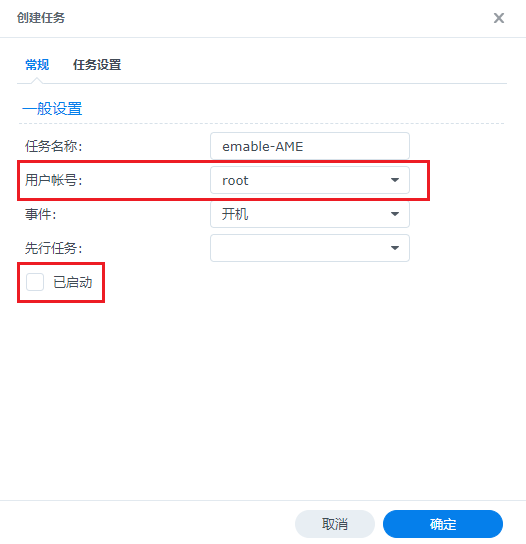 创建任务
常规 任务设置
一般设置
任务名称: emable-AME
用户帐号: root
事件: 开机
先行任务:
已启动
取消 确定